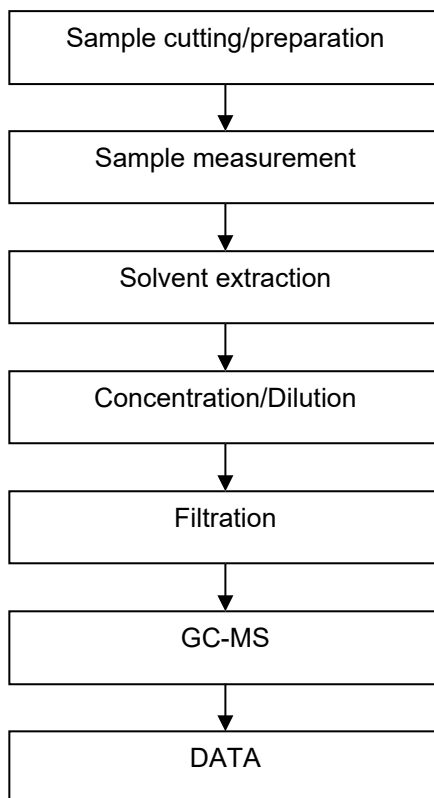 Sample cutting/preparation
Sample measurement
Solvent extraction
Concentration/Dilution
Filtration
GC-MS
DATA